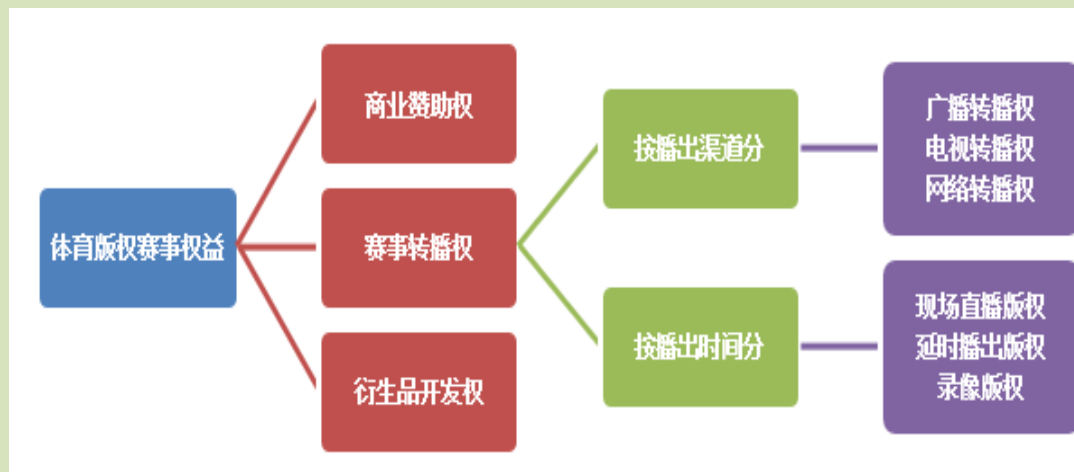 体育版权赛事权益
商业赞助权
赛事转播权
衍生品开发权
按播出渠道分
按播出时间分
广播转播权
电视转播权
网络转播权
现场直播版权
延时播出版权
录像版权